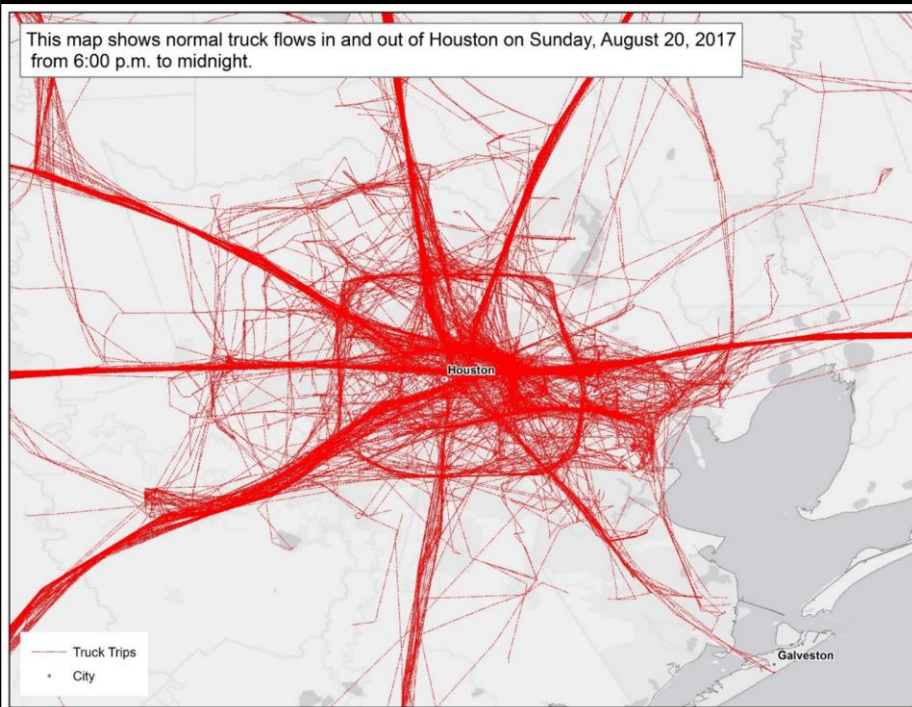 This map shows normal truck flows in and out of Houston on Sunday, August 20, 2017
from 6:00 p.m. to midnight.
Houston
Galveston
Truck Trips
City